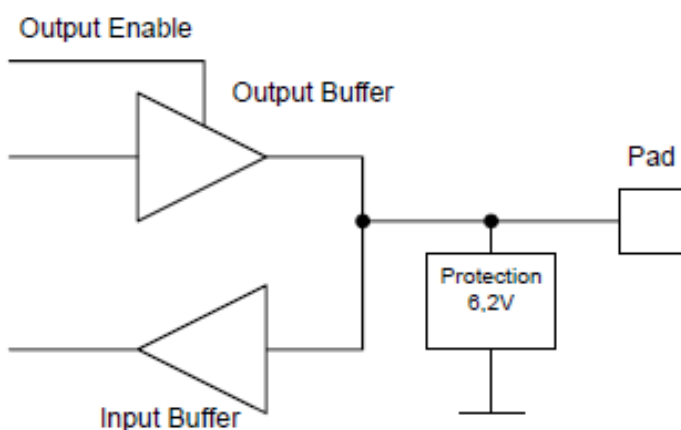 Output Enable
Output Buffer
Pad
Protection
6,2V
Input Buffer